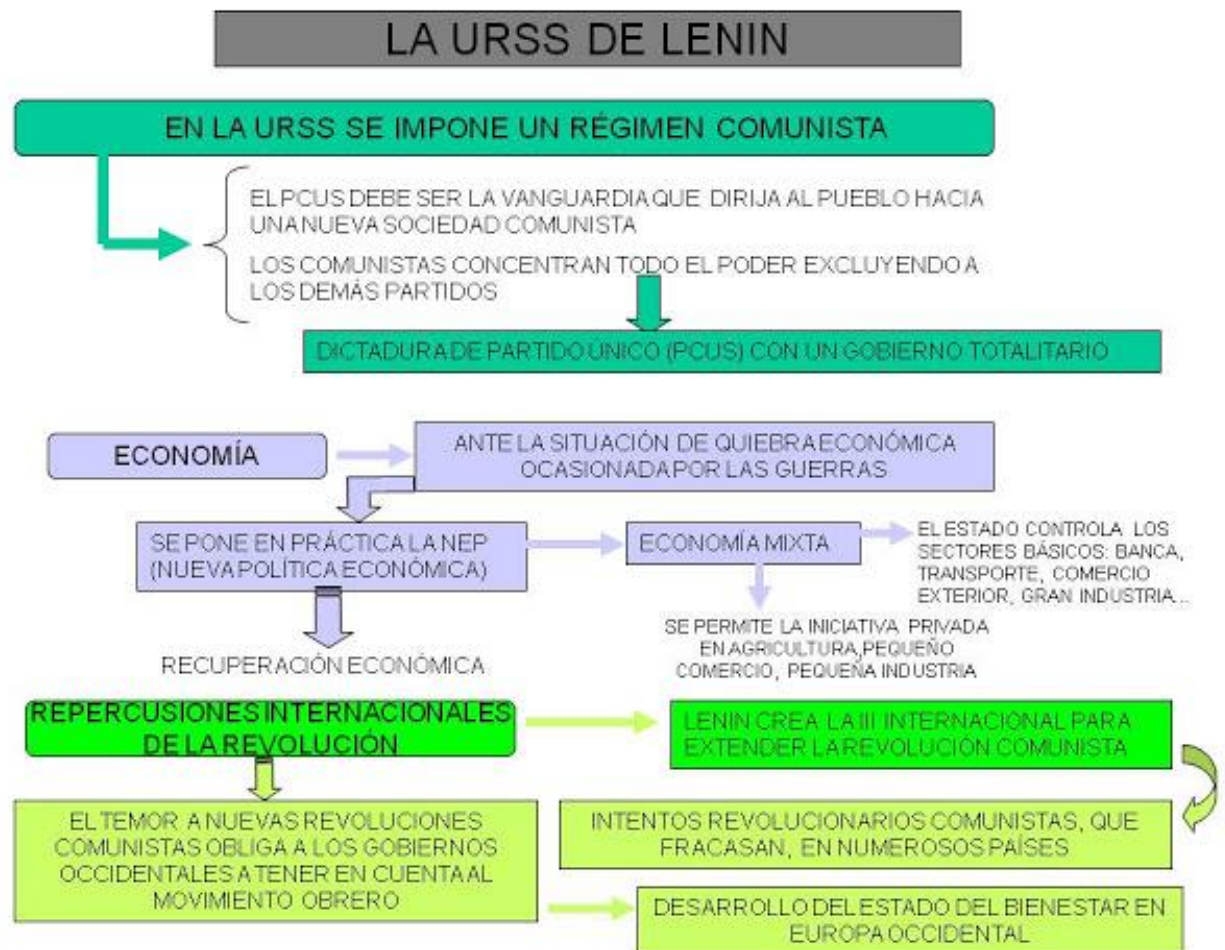 LA URSS DE LENIN
EN LA URSS SE IMPONE UN RÉGIMEN COMUNISTA
EL PCUS DEBE SER LA VANGUARDIA QUE DIRIJA AL PUEBLO HACIA
UNA NUEVA SOCIEDAD COMUNISTA
LOS COMUNISTAS CONCENTRAN TODO EL PODER EXCLUYENDO A
LOS DEMÁS PARTIDOS
DICTADURA DE PARTIDO ÚNICO (PCUS) CON UN GOBIERNO TOTALITARIO
ECONOMÍA
ANTE LA SITUACIÓN DE QUIEBRA ECONÓMICA
OCASIONADA POR LAS GUERRAS
SE PONE EN PRÁCTICA LA NEP
(NUEVA POLÍTICA ECONÓMICA)
ECONOMÍA MIXTA
EL ESTADO CONTROLA LOS
SECTORES BÁSICOS: BANCA,
TRANSPORTE, COMERCIO
EXTERIOR, GRAN INDUSTRIA...
SE PERMITE LA INICIATIVA PRIVADA
EN AGRICULTURA, PEQUEÑO
COMERCIO, PEQUEÑA INDUSTRIA
RECUPERACIÓN ECONÓMICA
REPERCUSIONES INTERNACIONALES
DE LA REVOLUCIÓN
LENIN CREA LA III INTERNACIONAL PARA
EXTENDER LA REVOLUCIÓN COMUNISTA
EL TEMOR A NUEVAS REVOLUCIONES
COMUNISTAS OBLIGA A LOS GOBIERNOS
OCCIDENTALES A TENER EN CUENTA AL
MOVIMIENTO OBRERO
INTENTOS REVOLUCIONARIOS COMUNISTAS, QUE
FRACASAN, EN NUMEROSOS PAÍSES
DESARROLLO DEL ESTADO DEL BIENESTAR EN
EUROPA OCCIDENTAL